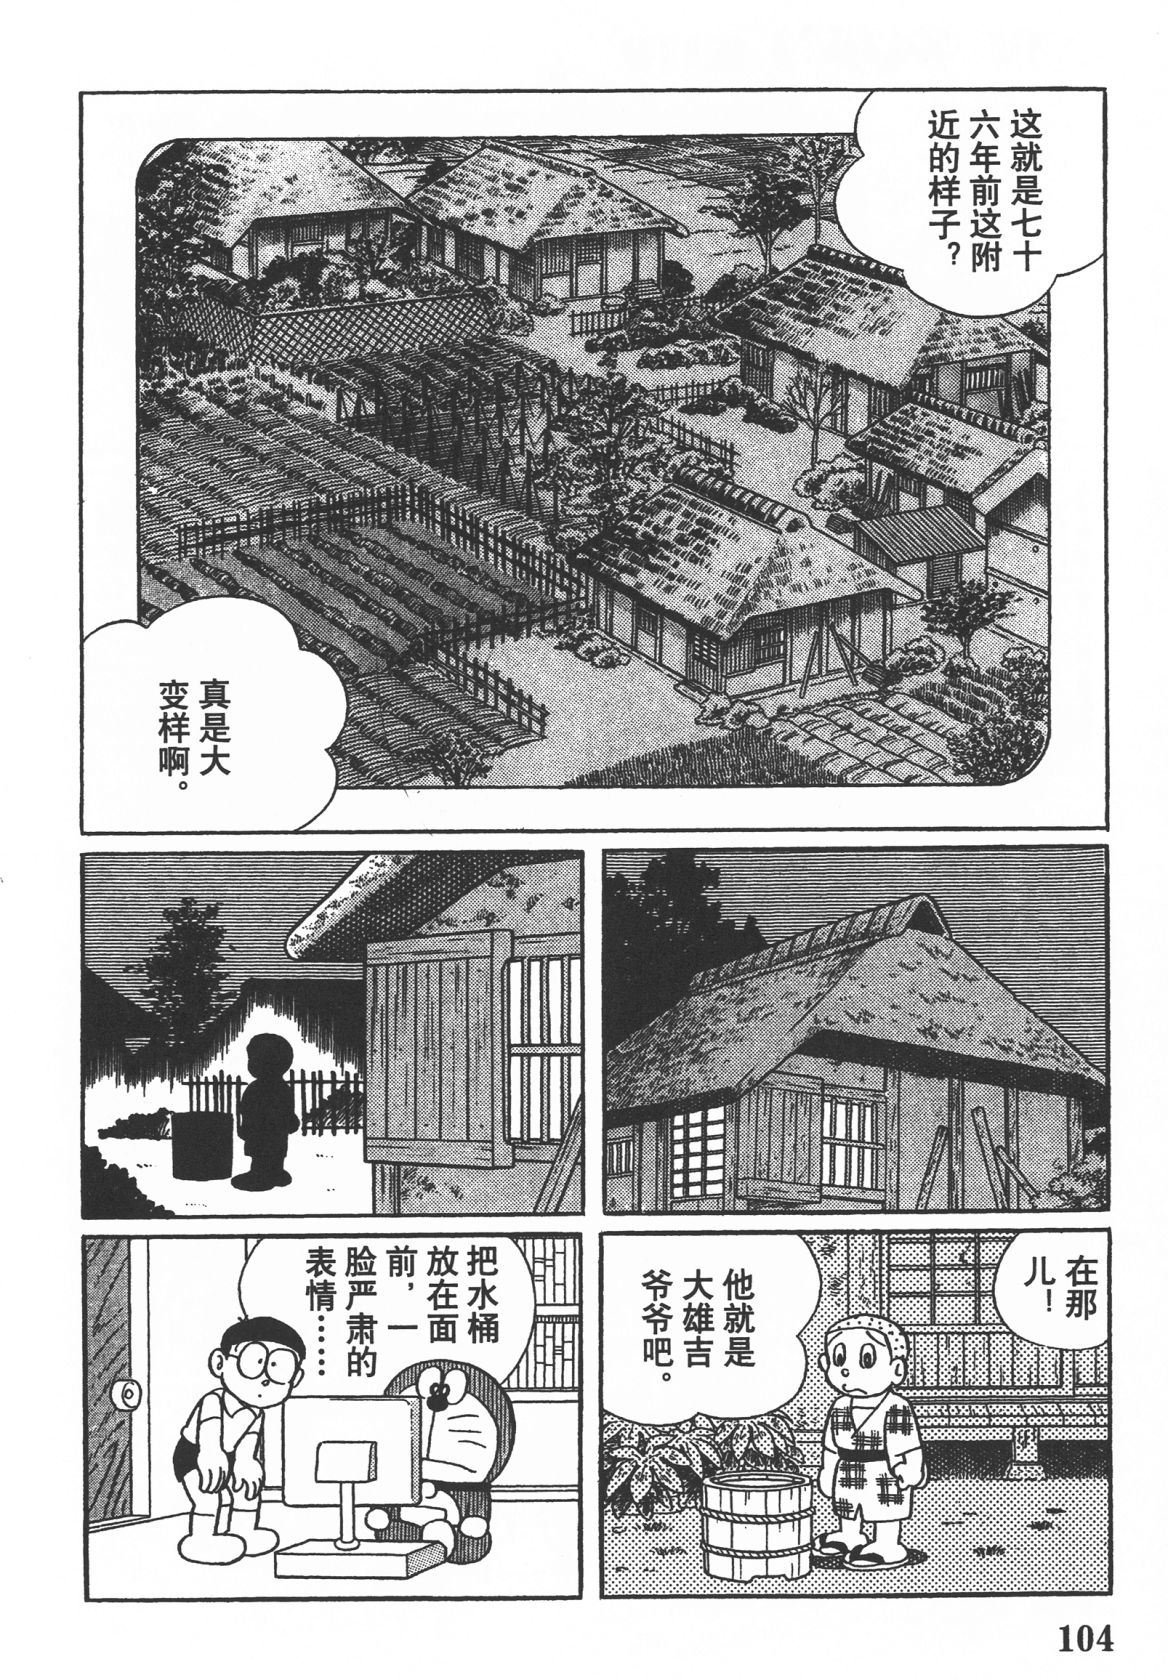 这就是七十
六年前这附
近的样子？
真是大
变样啊。
在那
儿！
他就是
大雄吉
爷爷吧。
把水桶
放在面
前，一
脸严肃的
表情……
104